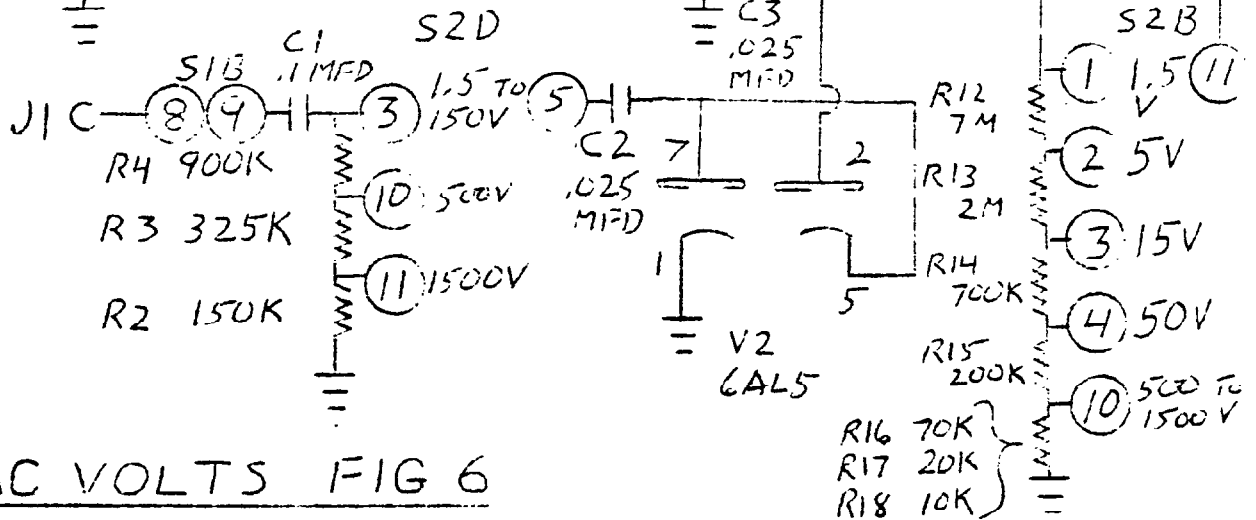 J1C
S1B
8
9
C1
.1 MFD
S2D
3
1.5 TO
150V
5
R4 900K
10
500V
R3 325K
11
1500V
R2 150K
C2
.025
MFD
7
2
1
5
V2
6AL5
C3
.025
MFD
S2B
R12
7M
1
1.5
V
11
R13
2M
2
5V
R14
700K
3
15V
R15
200K
4
50V
10
500 TO
1500 V
R16 70K
R17 20K
R18 10K
AC VOLTS FIG 6